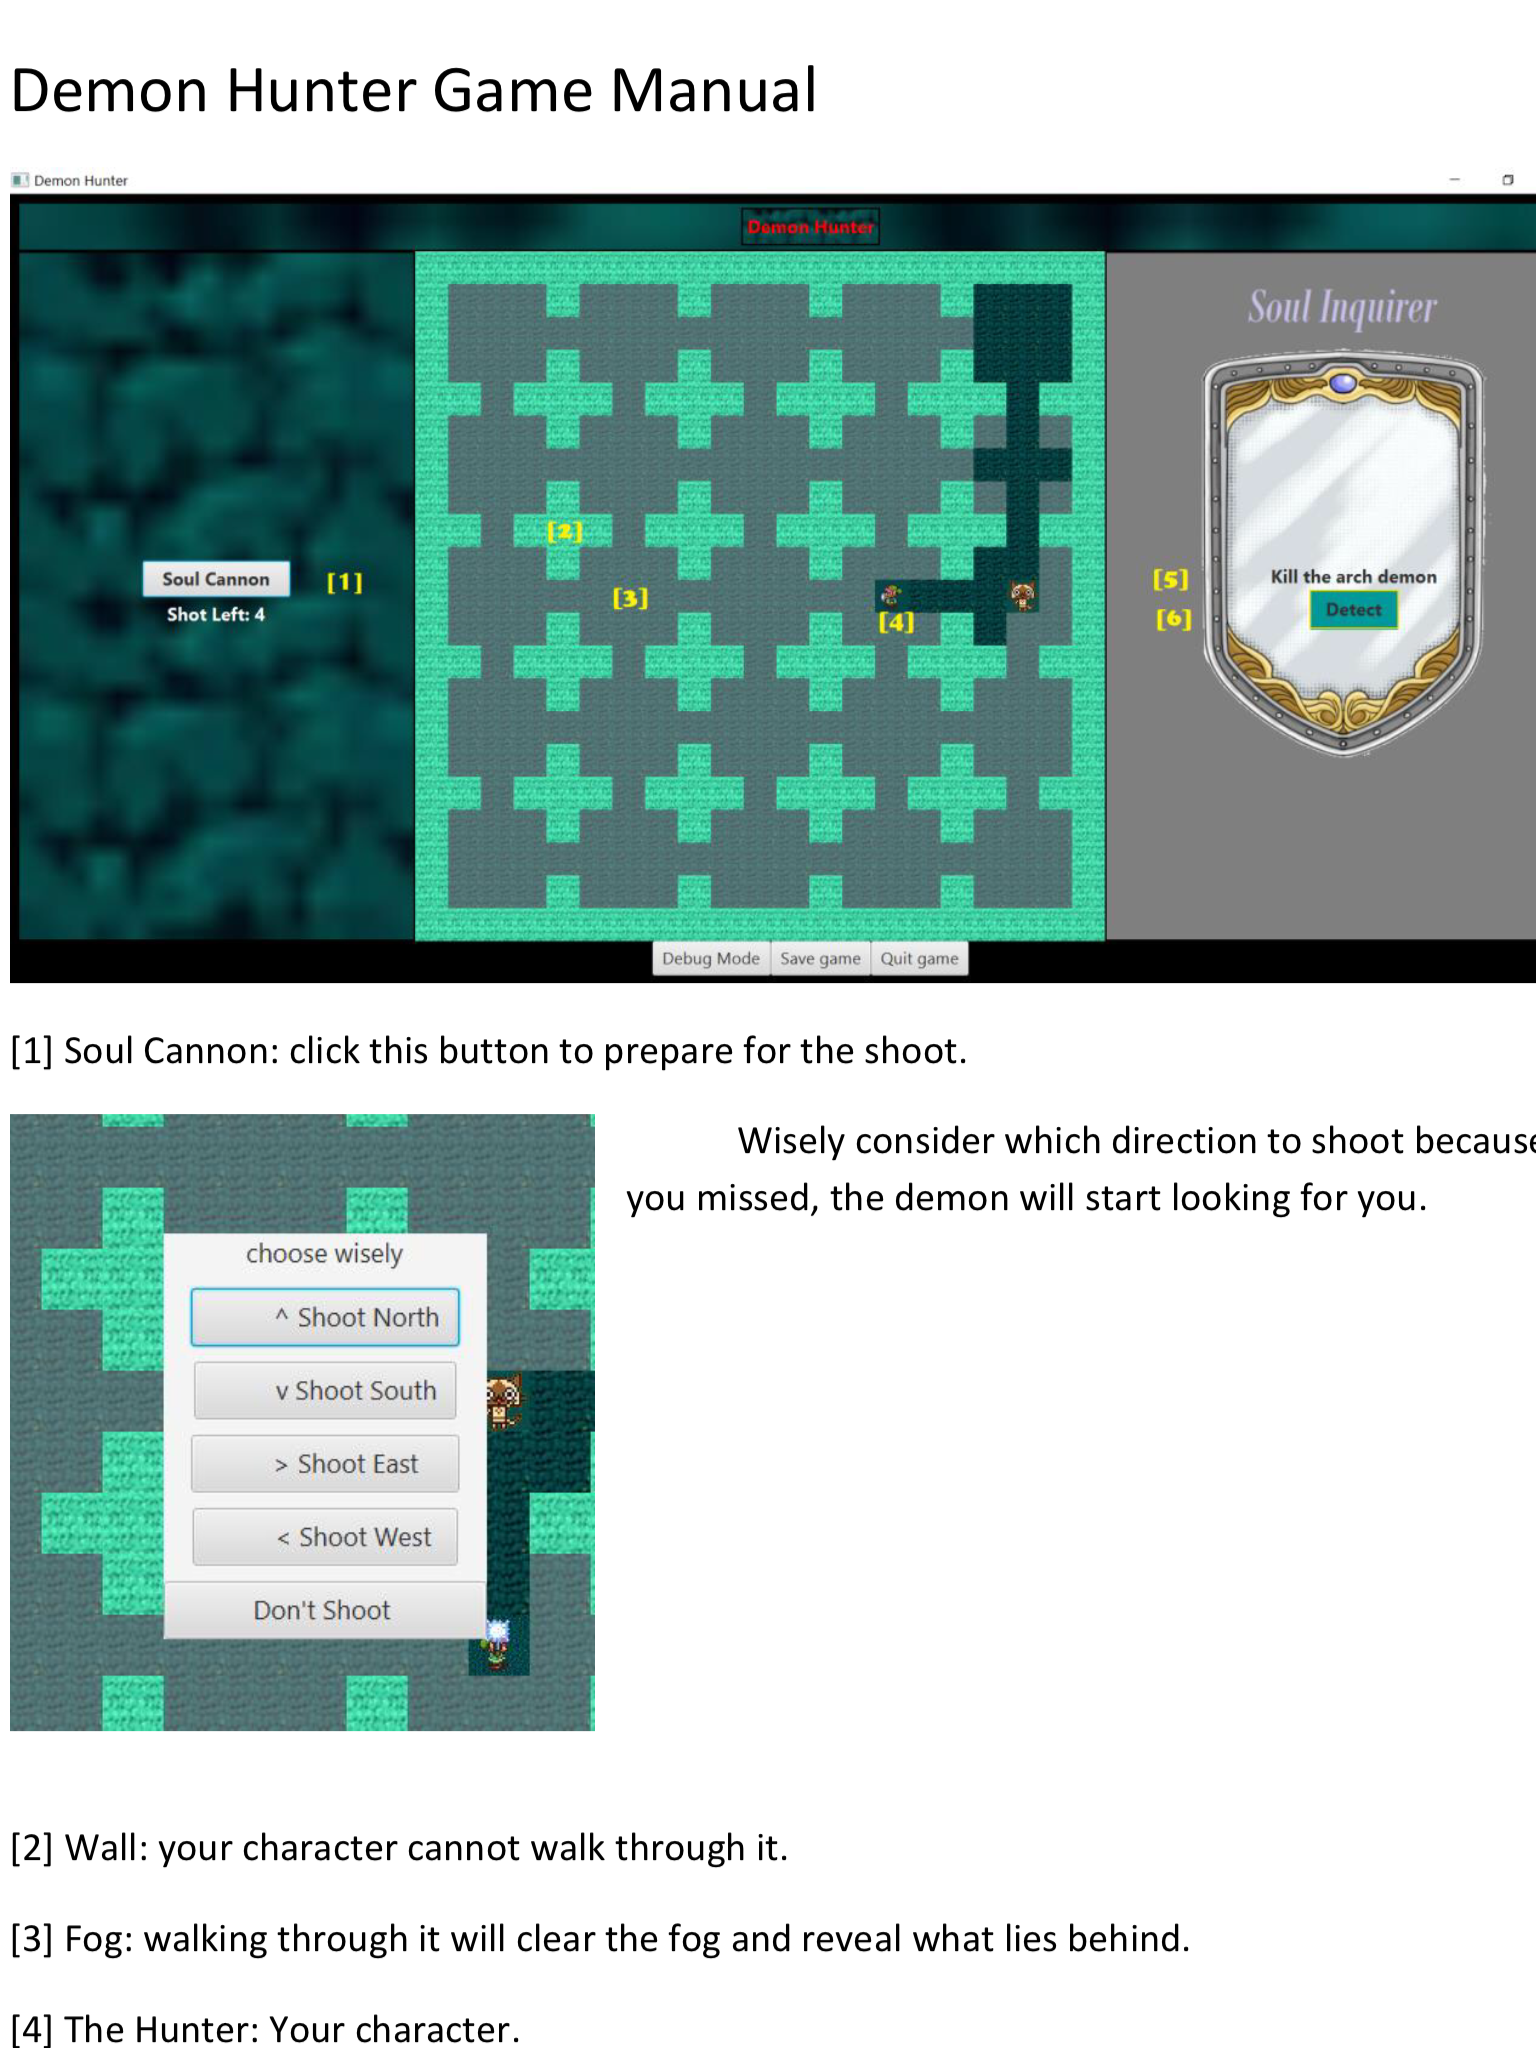 Demon Hunter Game Manual
Demon Hunter
Demon Hunter
Soul Inquirer
[2]
Soul Cannon
[1]
[3]
[5]
Kill the arch demon
Shot Left: 4
[4]
[6]
Detect
Debug Mode
Save game
Quit game
[1] Soul Cannon: click this button to prepare for the shoot.
Wisely consider which direction to shoot because
you missed, the demon will start looking for you.
choose wisely
^ Shoot North
v Shoot South
> Shoot East
< Shoot West
Don't Shoot
[2] Wall: your character cannot walk through it.
[3] Fog: walking through it will clear the fog and reveal what lies behind.
[4] The Hunter: Your character.